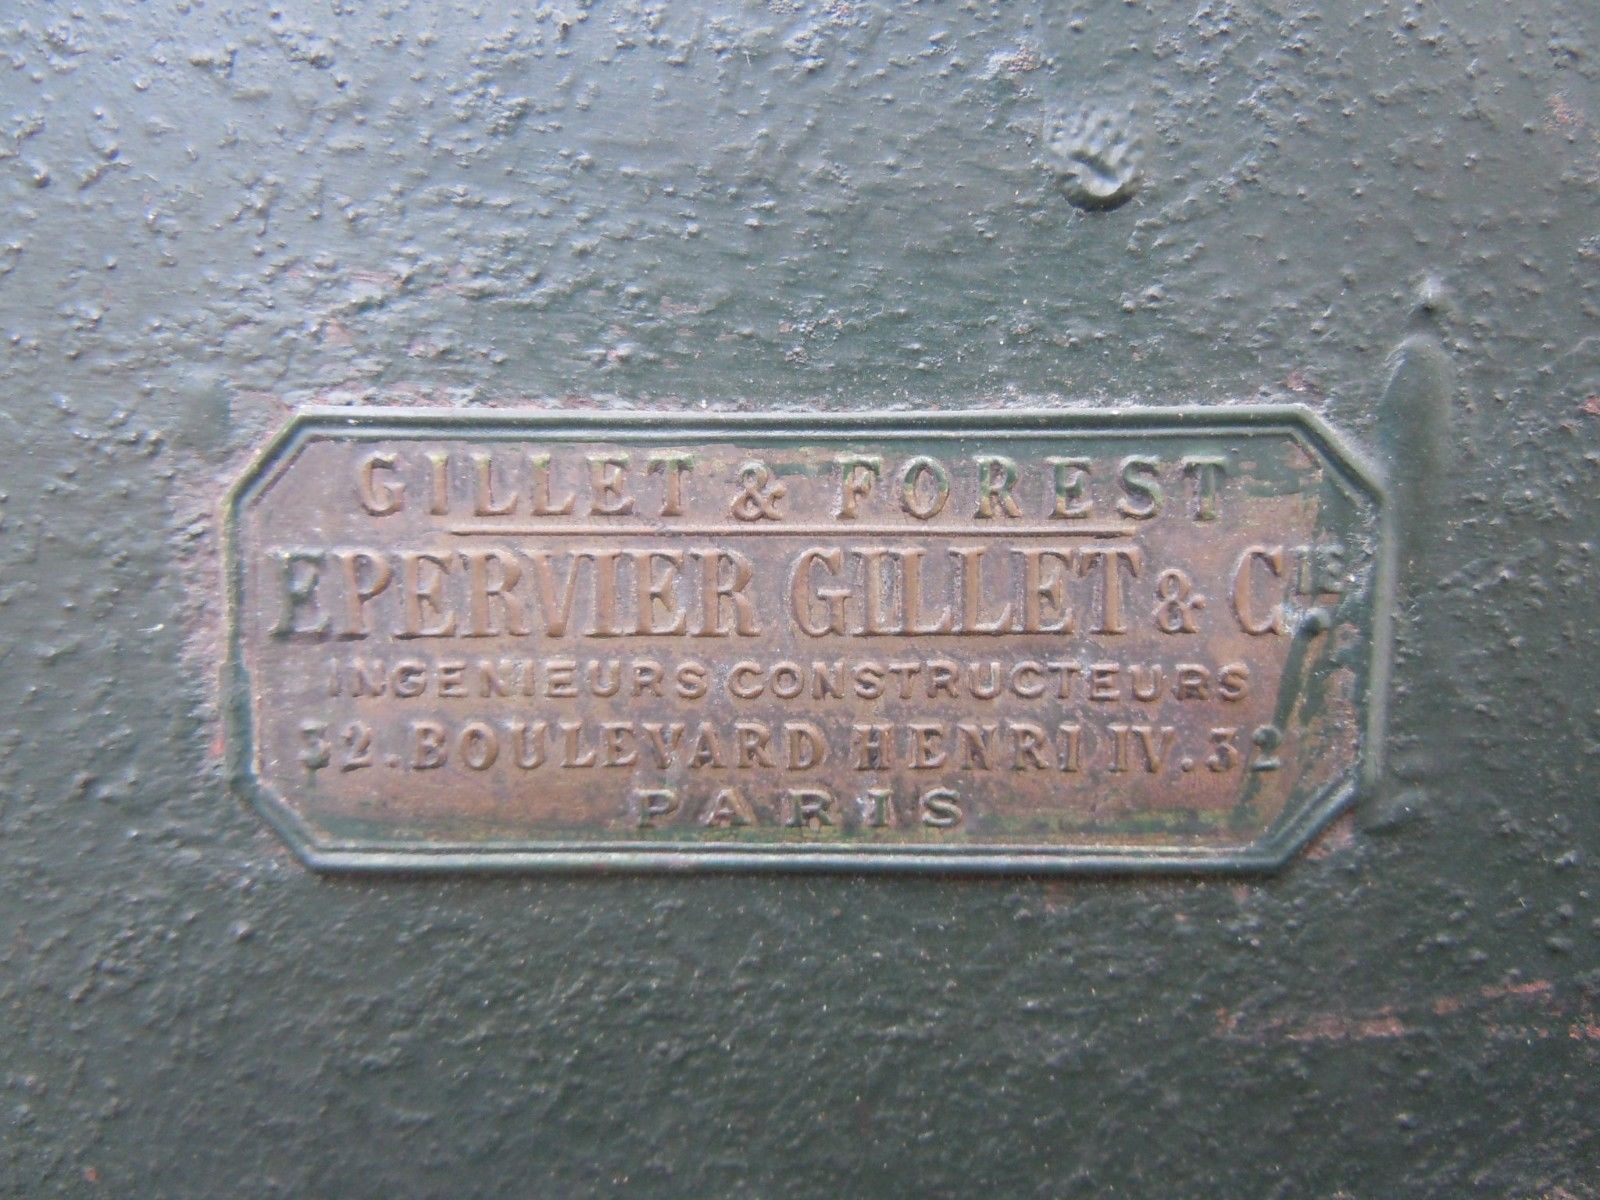 GILLET & FOREST
EPERVIER GILLET & CIE
INGENIEURS CONSTRUCTEURS
32. BOULEVARD HENRI IV. 32
PARIS